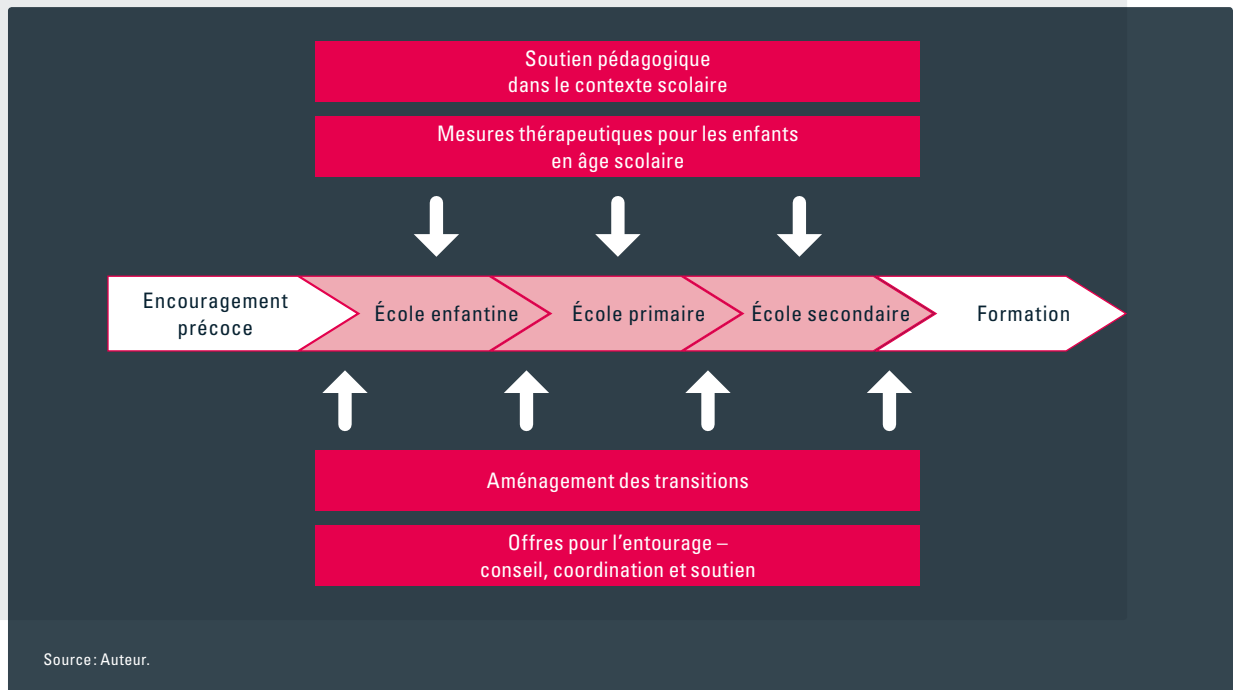 Soutien pédagogique
dans le contexte scolaire
Mesures thérapeutiques pour les enfants
en âge scolaire
Encouragement
précoce
École enfantine
École primaire
École secondaire
Formation
Aménagement des transitions
Offres pour l'entourage –
conseil, coordination et soutien
Source: Auteur.